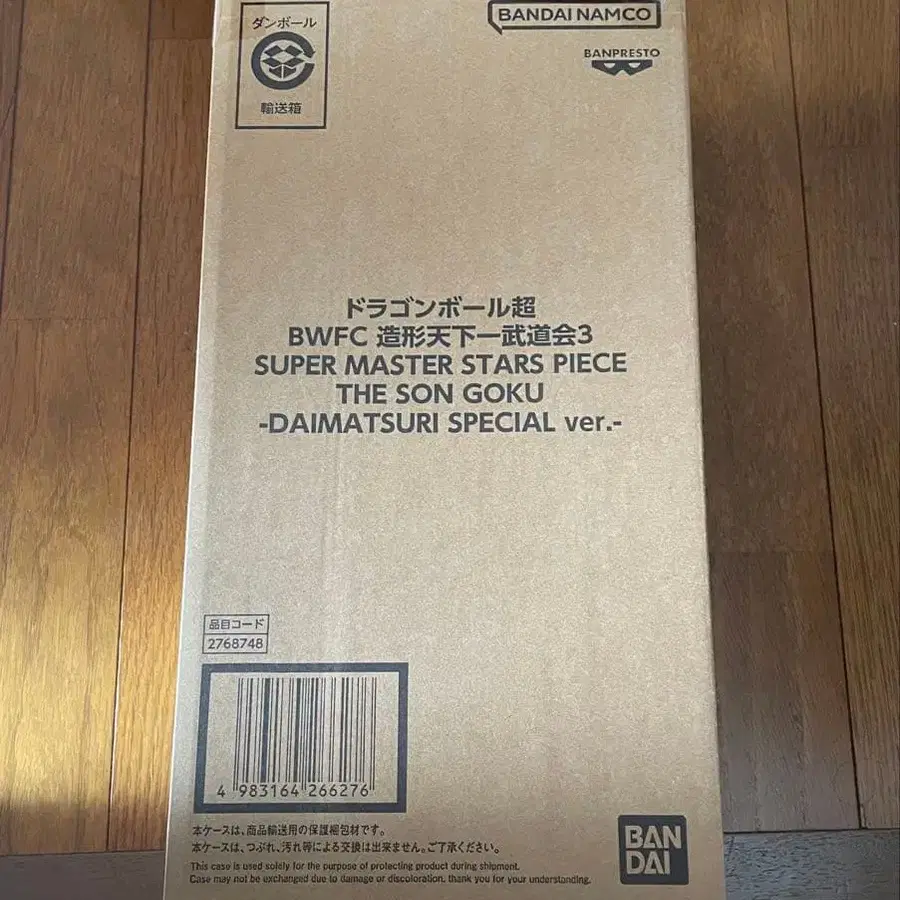 ダンボール
輸送箱
BANDAI NAMCO
BANPRESTO
ドラゴンボール超
BWFC 造形天下一武道会3
SUPER MASTER STARS PIECE
THE SON GOKU
-DAIMATSURI SPECIAL ver.-
品目コード
2768748
4 983164 266276
本ケースは、商品輸送用の保護梱包材です。
本ケースは、つぶれ、汚れ等による交換は出来ません。ご了承ください。
This case is used solely for the purpose of protecting product during shipment.
Case may not be exchanged due to damage or discoloration. thank you for your understanding.
BAN
DAI